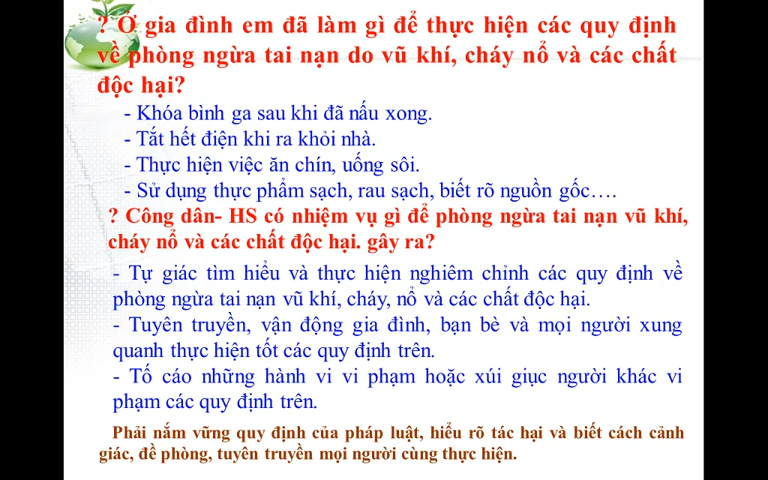 ? Ở gia đình em đã làm gì để thực hiện các quy định
về phòng ngừa tai nạn do vũ khí, cháy nổ và các chất
độc hại?
- Khóa bình ga sau khi đã nấu xong.
- Tắt hết điện khi ra khỏi nhà.
- Thực hiện việc ăn chín, uống sôi.
- Sử dụng thực phẩm sạch, rau sạch, biết rõ nguồn gốc….
? Công dân- HS có nhiệm vụ gì để phòng ngừa tai nạn vũ khí,
cháy nổ và các chất độc hại. gây ra?
- Tự giác tìm hiểu và thực hiện nghiêm chỉnh các quy định về
phòng ngừa tai nạn vũ khí, cháy, nổ và các chất độc hại.
- Tuyên truyền, vận động gia đình, bạn bè và mọi người xung
quanh thực hiện tốt các quy định trên.
- Tố cáo những hành vi vi phạm hoặc xúi giục người khác vi
phạm các quy định trên.
Phải nắm vững quy định của pháp luật, hiểu rõ tác hại và biết cách cảnh
giác, đề phòng, tuyên truyền mọi người cùng thực hiện.